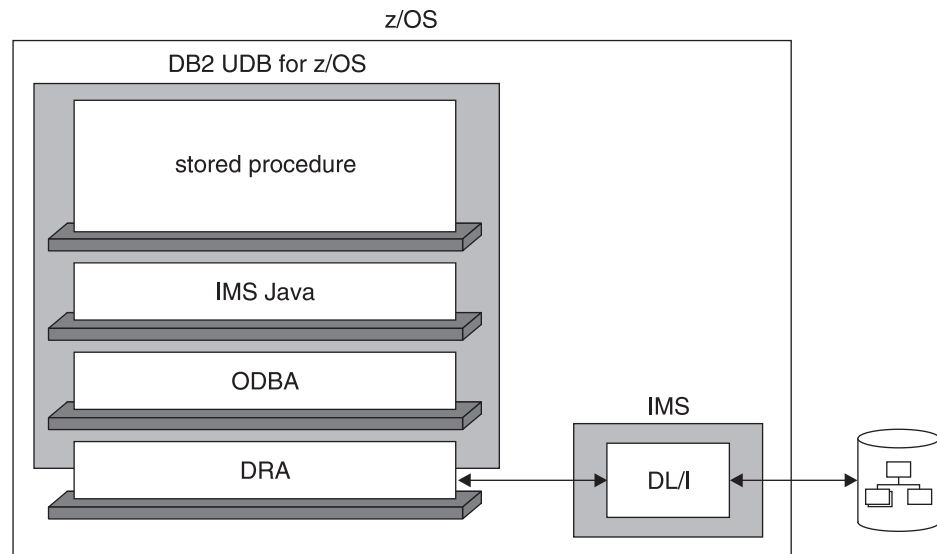 z/OS
DB2 UDB for z/OS
stored procedure
IMS Java
ODBA
DRA
IMS
DL/I